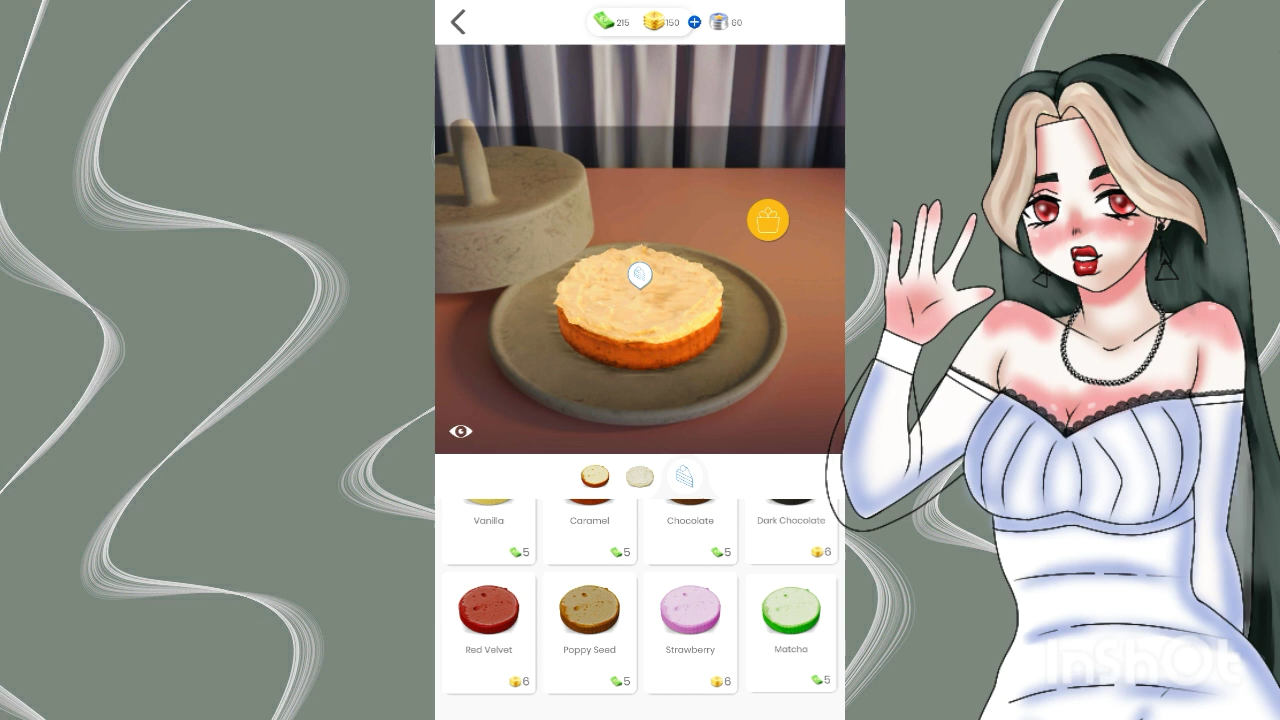 215 150 60
Vanilla Caramel Chocolate Dark Chocolate
5 5 5 6
Red Velvet Poppy Seed Strawberry Matcha
6 5 6 5
InShOt